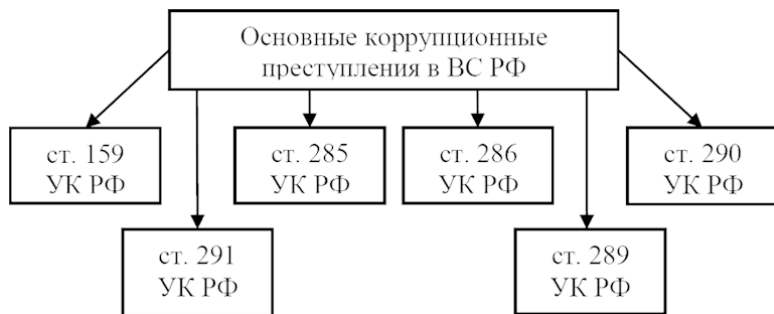 Основные коррупционные
преступления в ВС РФ
ст. 159
УК РФ
ст. 285
УК РФ
ст. 286
УК РФ
ст. 290
УК РФ
ст. 291
УК РФ
ст. 289
УК РФ